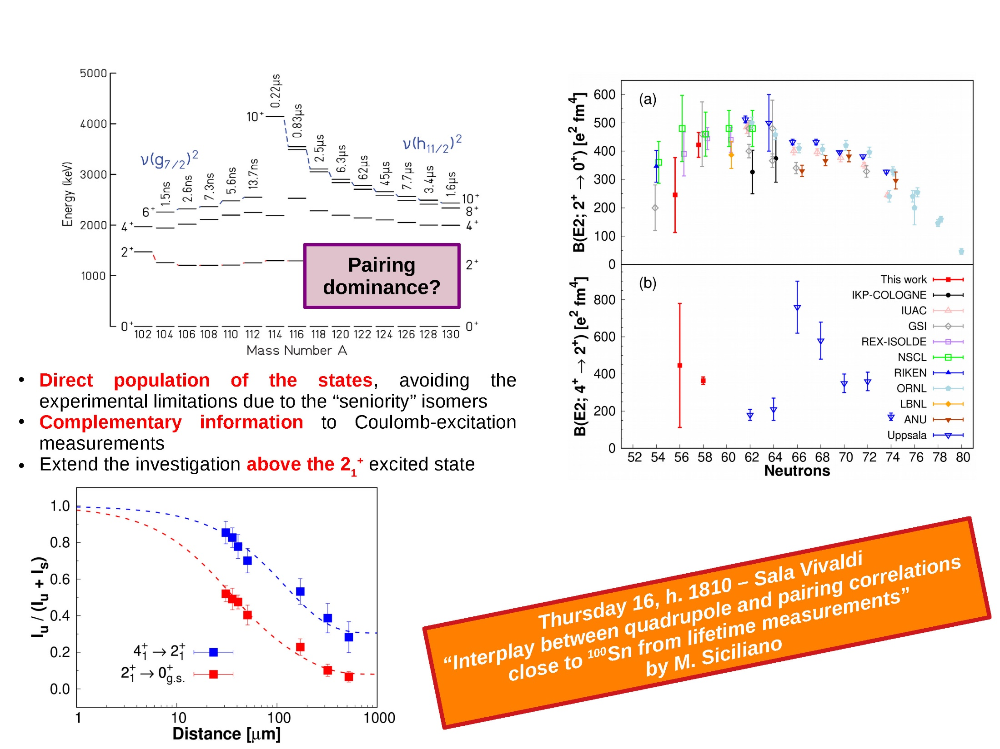 5000
4000
3000
2000
1000
Energy (keV)
ν(g7/2)²
ν(h11/2)²
1.5ns
2.6ns
7.3ns
5.6ns
13.7ns
0.22µs
0.83µs
2.5µs
6.3µs
62µs
45µs
7.7µs
3.4µs
1.6µs
10⁺
6⁺
4⁺
2⁺
0⁺
10⁺
8⁺
4⁺
2⁺
0⁺
Pairing
dominance?
102 104 106 108 110 112 114 116 118 120 122 124 126 128 130
Mass Number A
• Direct population of the states, avoiding the
experimental limitations due to the “seniority” isomers
• Complementary information to Coulomb-excitation
measurements
• Extend the investigation above the 2₁⁺ excited state
B(E2; 2⁺ → 0⁺) [e² fm⁴]
600
500
400
300
200
100
0
(a)
B(E2; 4⁺ → 2⁺) [e² fm⁴]
800
600
400
200
0
(b)
This work
IKP-COLOGNE
IUAC
GSI
REX-ISOLDE
NSCL
RIKEN
ORNL
LBNL
ANU
Uppsala
52 54 56 58 60 62 64 66 68 70 72 74 76 78 80
Neutrons
Iu / (Iu + Is)
1.0
0.8
0.6
0.4
0.2
0.0
4₁⁺ → 2₁⁺
2₁⁺ → 0⁺g.s.
1 10 100 1000
Distance [µm]
Thursday 16, h. 1810 – Sala Vivaldi
“Interplay between quadrupole and pairing correlations
close to ¹⁰⁰Sn from lifetime measurements”
by M. Siciliano